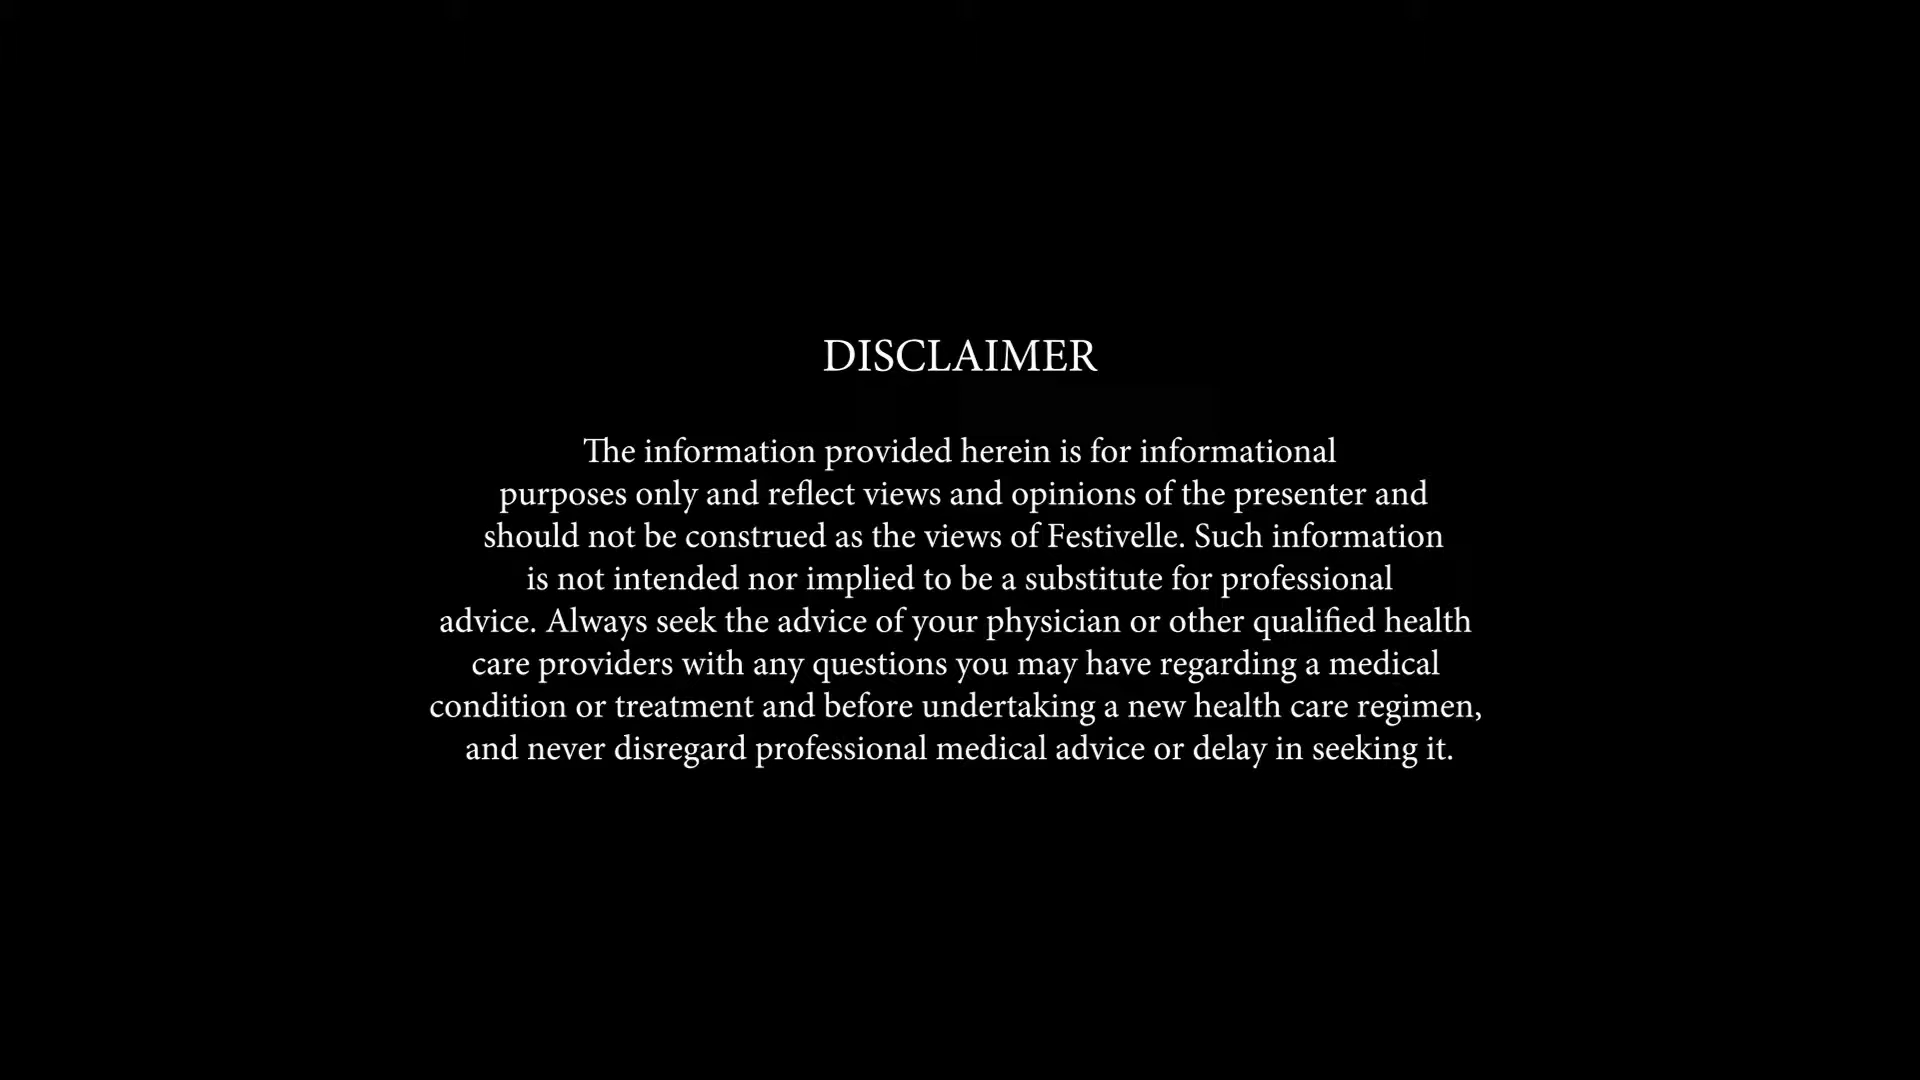 DISCLAIMER
The information provided herein is for informational
purposes only and reflect views and opinions of the presenter and
should not be construed as the views of Festivelle. Such information
is not intended nor implied to be a substitute for professional
advice. Always seek the advice of your physician or other qualified health
care providers with any questions you may have regarding a medical
condition or treatment and before undertaking a new health care regimen,
and never disregard professional medical advice or delay in seeking it.